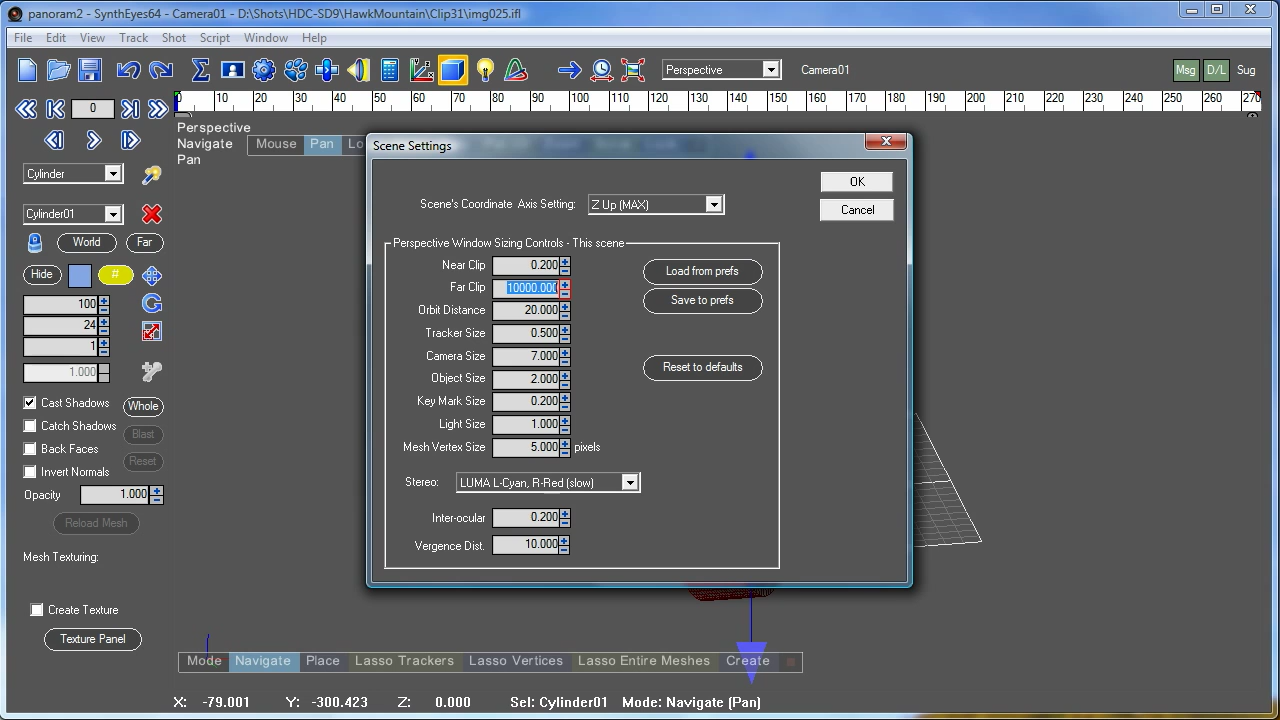 panoram2 - SynthEyes64 - Camera01 - D:\Shots\HDC-SD9\HawkMountain\Clip31\img025.ifl
File Edit View Track Shot Script Window Help
Perspective Camera01 Msg D/L Sug
0
0 10 20 30 40 50 60 70 80 90 100 110 120 130 140 150 160 170 180 190 200 210 220 230 240 250 260 270
Perspective
Navigate
Pan
Mouse Pan
Cylinder
Cylinder01
World Far
Hide #
100
24
1
1.000
Cast Shadows Whole
Catch Shadows Blast
Back Faces
Invert Normals Reset
Opacity 1.000
Reload Mesh
Mesh Texturing:
Create Texture
Texture Panel
Scene Settings
OK
Cancel
Scene's Coordinate Axis Setting: Z Up (MAX)
Perspective Window Sizing Controls - This scene
Near Clip 0.200
Far Clip 10000.000
Orbit Distance 20.000
Tracker Size 0.500
Camera Size 7.000
Object Size 2.000
Key Mark Size 0.200
Light Size 1.000
Mesh Vertex Size 5.000 pixels
Load from prefs
Save to prefs
Reset to defaults
Stereo: LUMA L-Cyan, R-Red (slow)
Inter-ocular 0.200
Vergence Dist. 10.000
Mode Navigate Place Lasso Trackers Lasso Vertices Lasso Entire Meshes Create
X: -79.001 Y: -300.423 Z: 0.000 Sel: Cylinder01 Mode: Navigate (Pan)